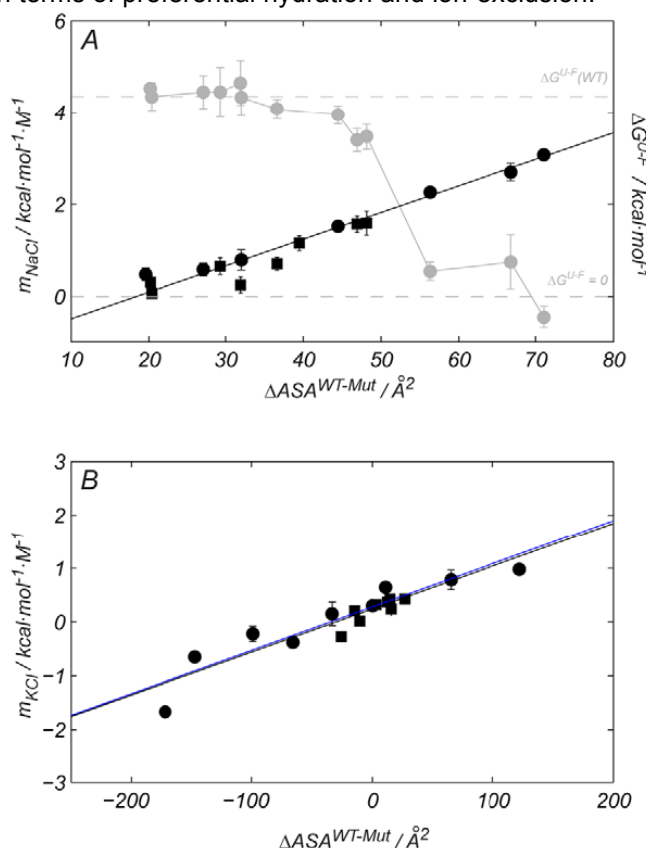 in terms of preferential hydration and ion exclusion.
A
6
4
2
0
ΔG^U-F(WT)
ΔG^U-F = 0
m_NaCl / kcal·mol⁻¹·M⁻¹
ΔG^U-F / kcal·mol⁻¹
10 20 30 40 50 60 70 80
ΔASA^WT-Mut / Å²
B
3
2
1
0
−1
−2
−3
m_KCl / kcal·mol⁻¹·M⁻¹
−200 −100 0 100 200
ΔASA^WT-Mut / Å²